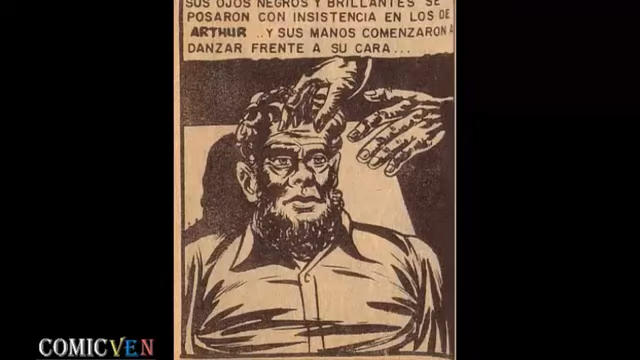 SUS OJOS NEGROS Y BRILLANTES SE
POSARON CON INSISTENCIA EN LOS DE
ARTHUR ..Y SUS MANOS COMENZARON A
DANZAR FRENTE A SU CARA...
COMICVEN